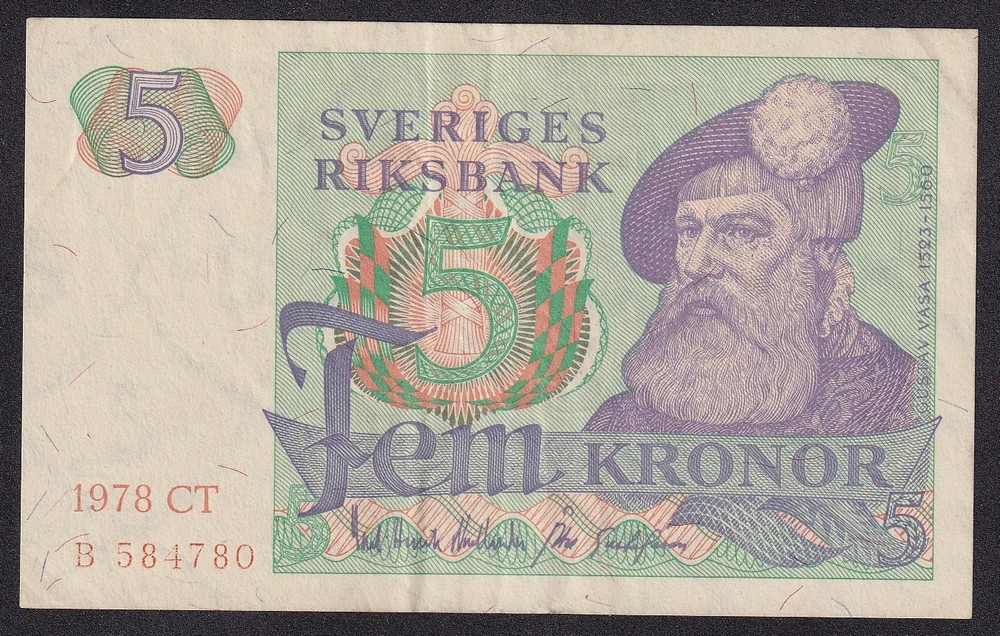 5
SVERIGES
RIKSBANK
5
5
GUSTAV VASA 1523-1560
Fem KRONOR
1978 CT
B 584780
5
5